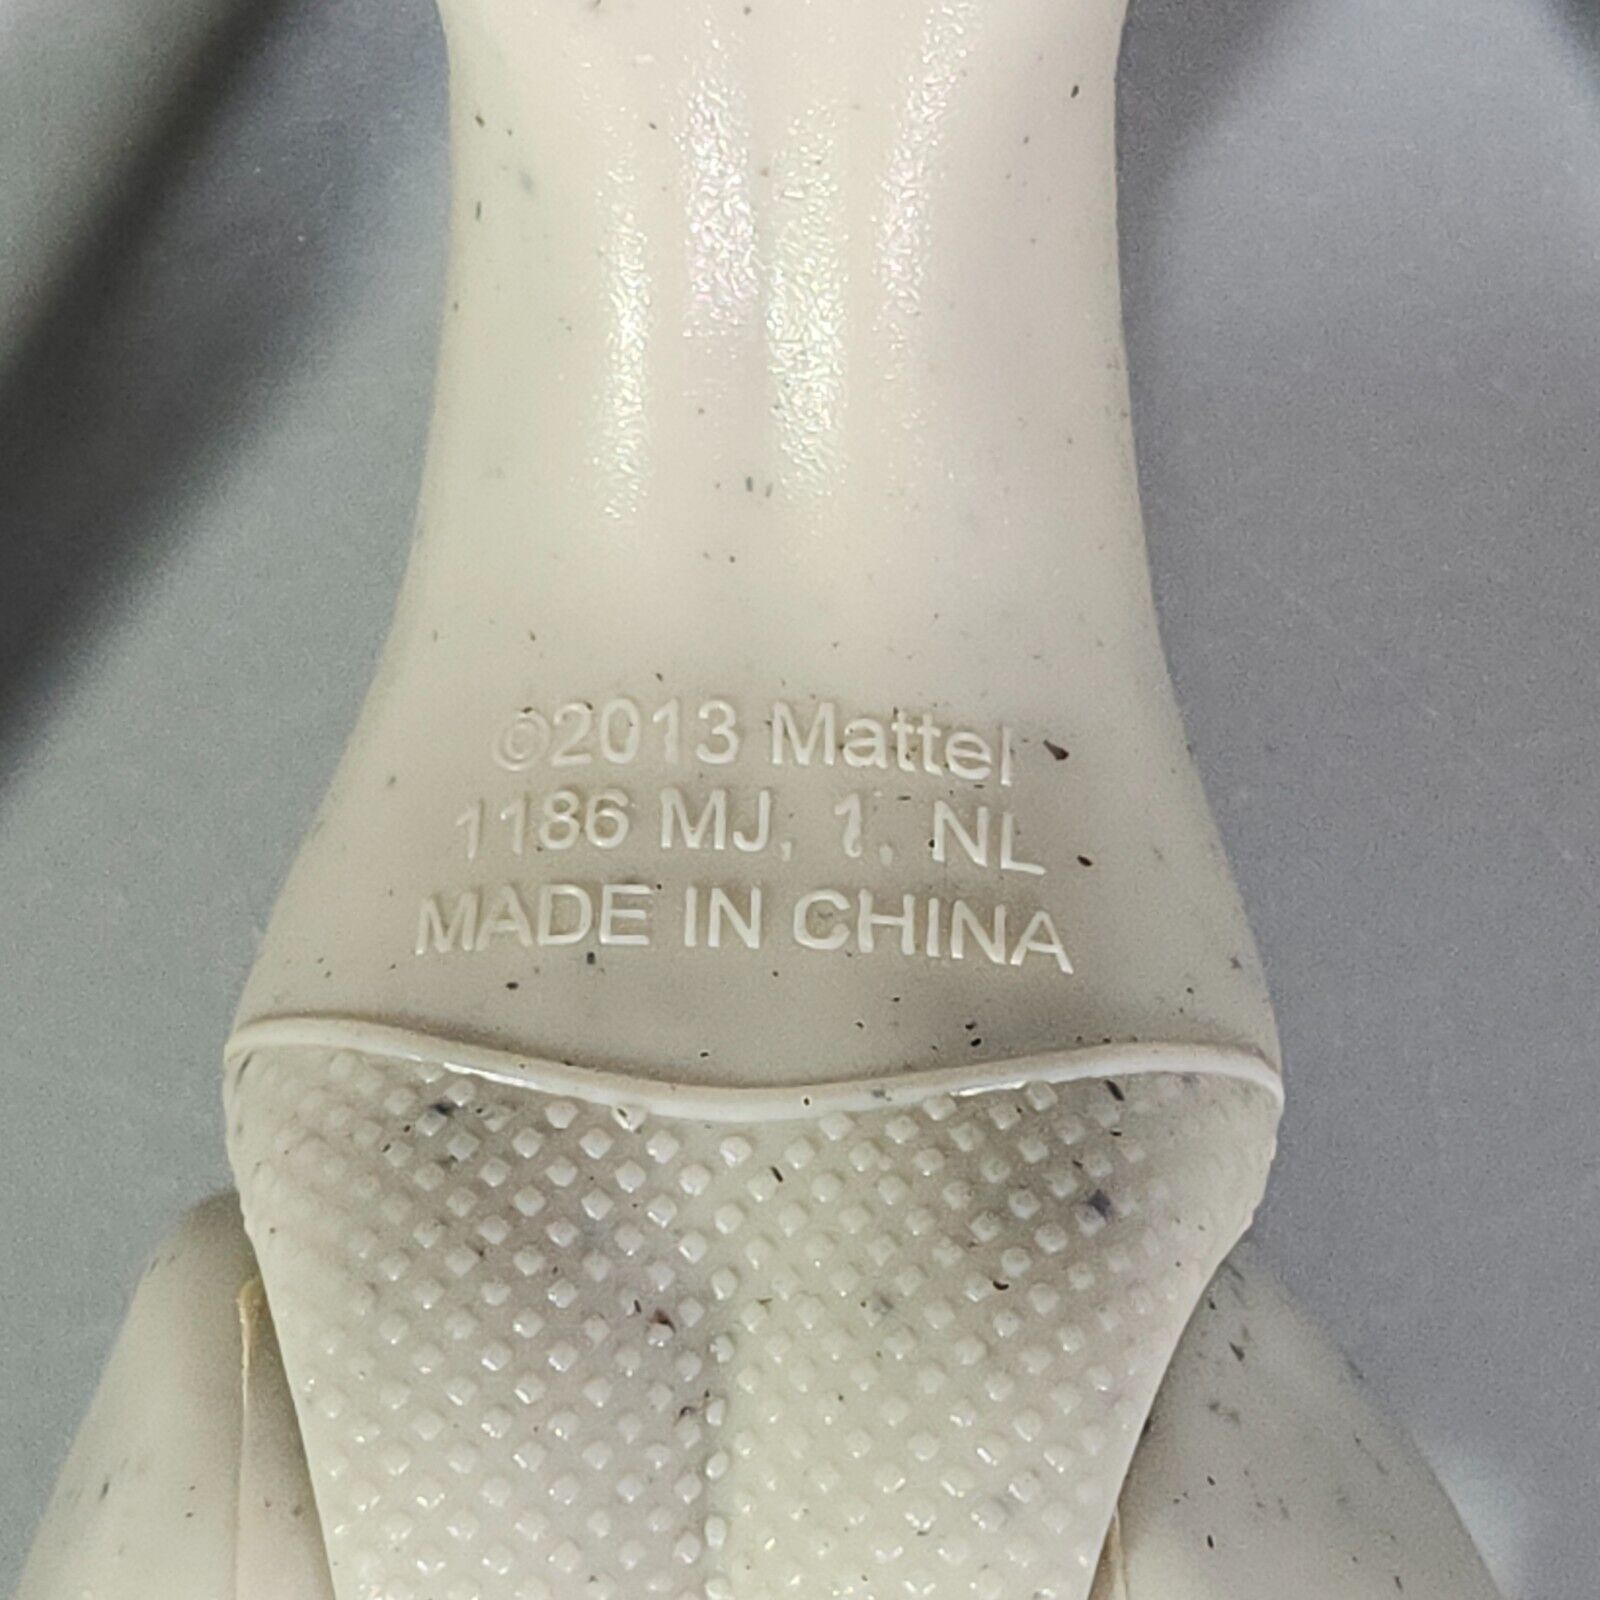 ©2013 Mattel
1186 MJ, 1, NL
MADE IN CHINA